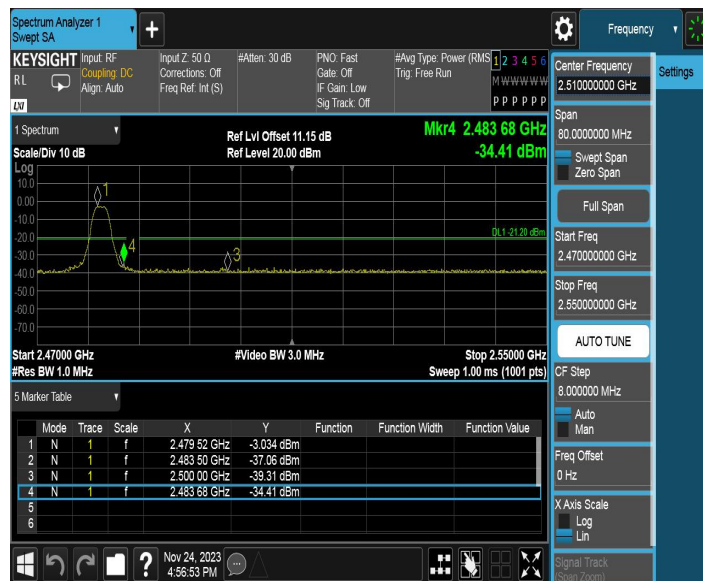 Spectrum Analyzer 1
Swept SA
+
Frequency
KEYSIGHT
RL
LXI
Input: RF
Coupling: DC
Align: Auto
Input Z: 50 Ω
Corrections: Off
Freq Ref: Int (S)
#Atten: 30 dB
PNO: Fast
Gate: Off
IF Gain: Low
Sig Track: Off
#Avg Type: Power (RMS
Trig: Free Run
1 2 3 4 5 6
M W W W W W
P P P P P P
1 Spectrum
Scale/Div 10 dB
Ref Lvl Offset 11.15 dB
Ref Level 20.00 dBm
Mkr4 2.483 68 GHz
-34.41 dBm
Log
10.0
0.00
-10.0
-20.0
-30.0
-40.0
-50.0
-60.0
-70.0
1
4
3
DL1 -21.20 dBm
Start 2.47000 GHz
#Video BW 3.0 MHz
Stop 2.55000 GHz
#Res BW 1.0 MHz
Sweep 1.00 ms (1001 pts)
5 Marker Table
Mode Trace Scale X Y Function Function Width Function Value
1 N 1 f 2.479 52 GHz -3.034 dBm
2 N 1 f 2.483 50 GHz -37.06 dBm
3 N 1 f 2.500 00 GHz -39.31 dBm
4 N 1 f 2.483 68 GHz -34.41 dBm
5
6
?
Nov 24, 2023
4:56:53 PM
Center Frequency
2.510000000 GHz
Settings
Span
80.0000000 MHz
Swept Span
Zero Span
Full Span
Start Freq
2.470000000 GHz
Stop Freq
2.550000000 GHz
AUTO TUNE
CF Step
8.000000 MHz
Auto
Man
Freq Offset
0 Hz
X Axis Scale
Log
Lin
Signal Track
(Span Zoom)